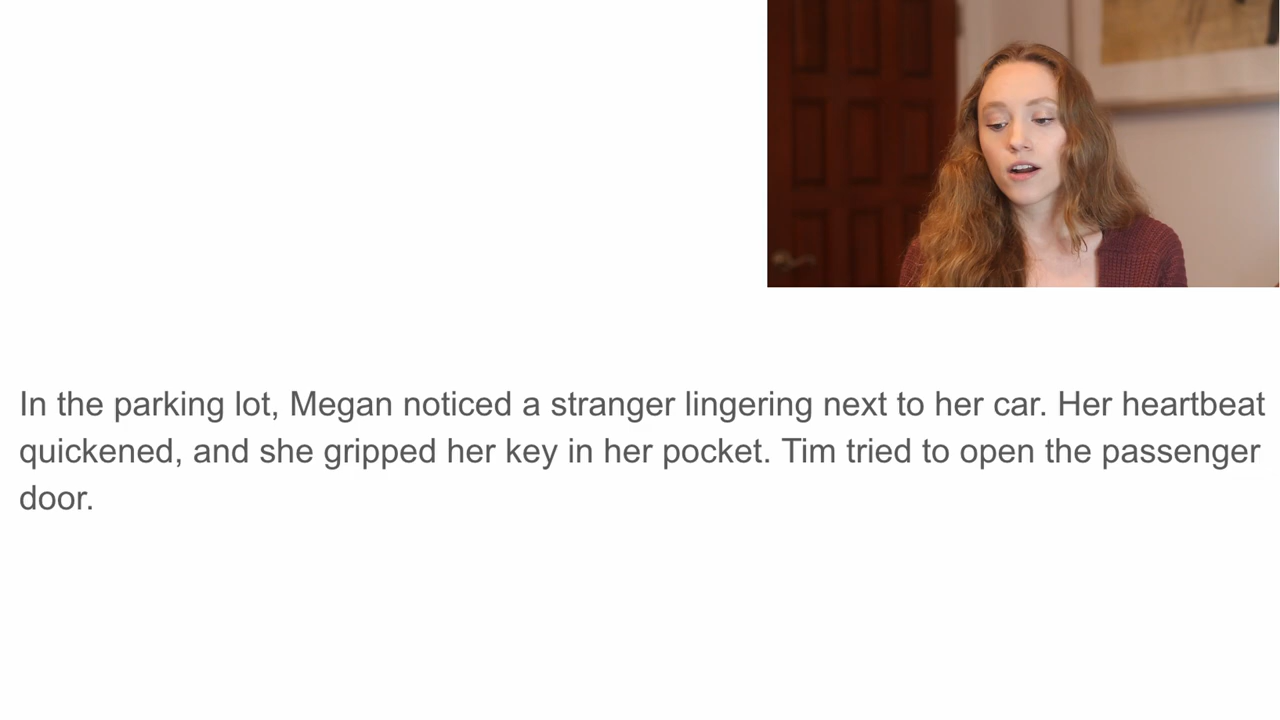 In the parking lot, Megan noticed a stranger lingering next to her car. Her heartbeat
quickened, and she gripped her key in her pocket. Tim tried to open the passenger
door.